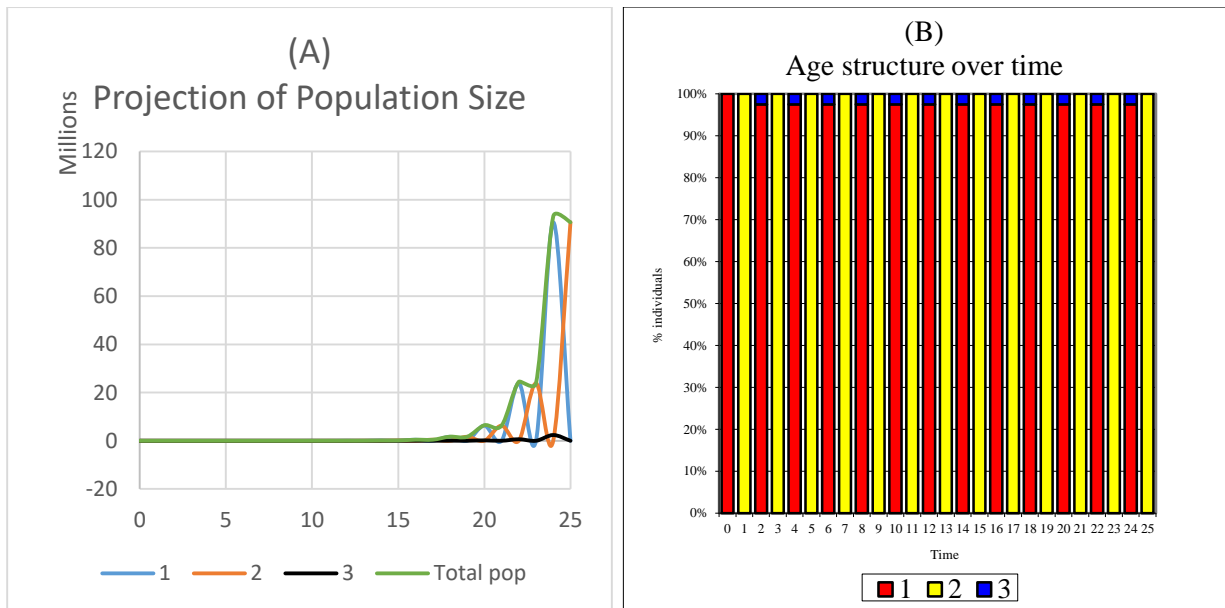 (A)
Projection of Population Size
Millions
120
100
80
60
40
20
0
-20
0 5 10 15 20 25
1 2 3 Total pop
(B)
Age structure over time
% individuals
100%
90%
80%
70%
60%
50%
40%
30%
20%
10%
0%
0 1 2 3 4 5 6 7 8 9 10 11 12 13 14 15 16 17 18 19 20 21 22 23 24 25
Time
1 2 3